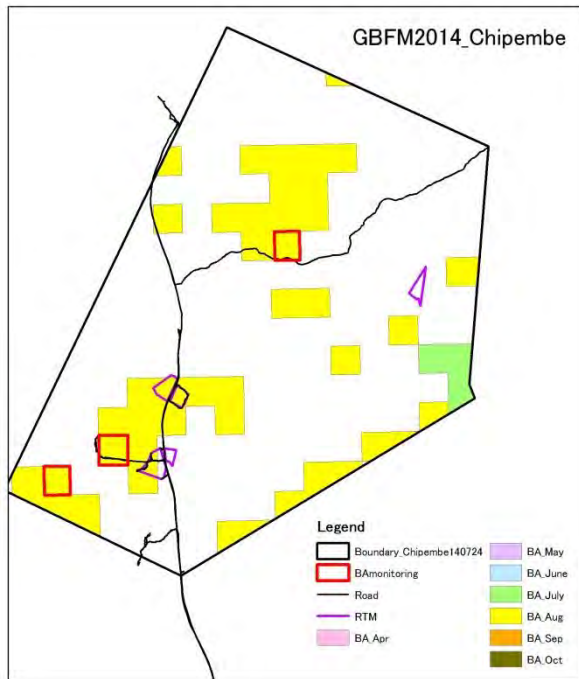 GBFM2014_Chipembe
Legend
Boundary_Chipembe140724
BAmonitoring
Road
RTM
BA_Apr
BA_May
BA_June
BA_July
BA_Aug
BA_Sep
BA_Oct